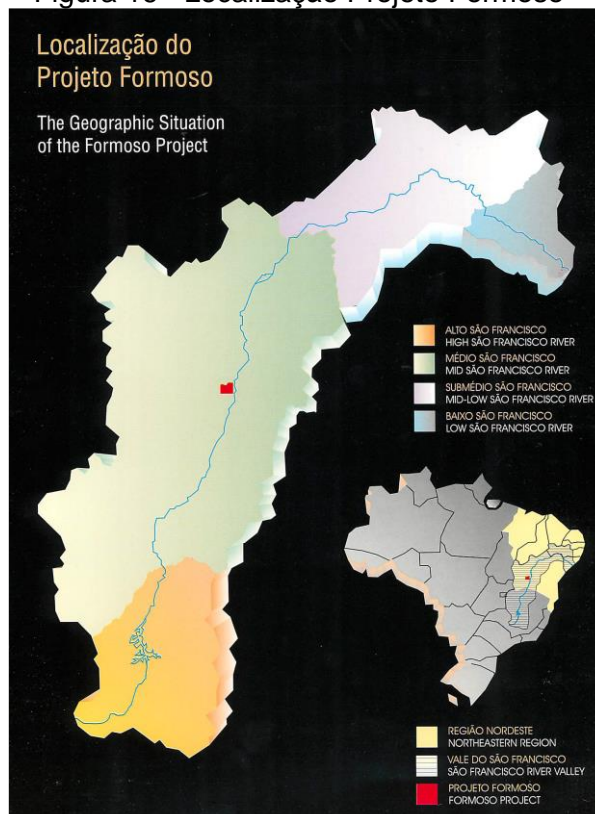 Localização do
Projeto Formoso
The Geographic Situation
of the Formoso Project
ALTO SÃO FRANCISCO
HIGH SÃO FRANCISCO RIVER
MÉDIO SÃO FRANCISCO
MID SÃO FRANCISCO RIVER
SUBMÉDIO SÃO FRANCISCO
MID-LOW SÃO FRANCISCO RIVER
BAIXO SÃO FRANCISCO
LOW SÃO FRANCISCO RIVER
REGIÃO NORDESTE
NORTHEASTERN REGION
VALE DO SÃO FRANCISCO
SÃO FRANCISCO RIVER VALLEY
PROJETO FORMOSO
FORMOSO PROJECT